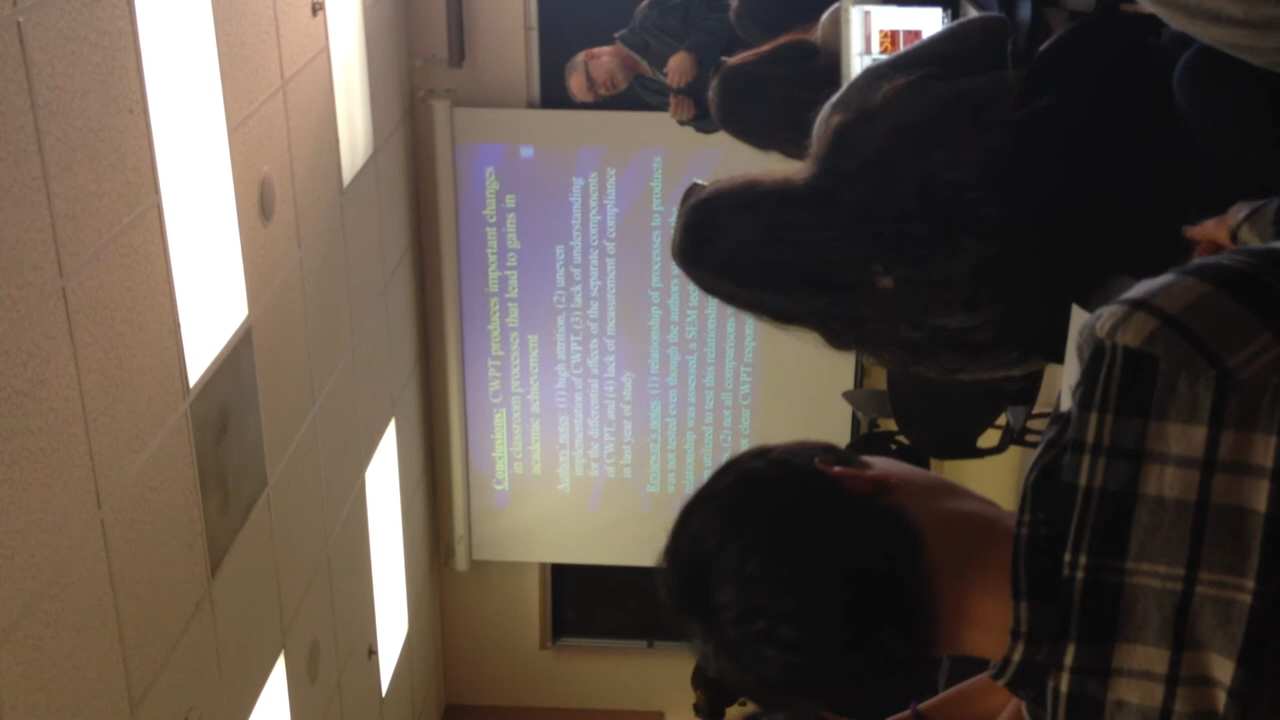 Conclusions: CWPT produces important changes
in classroom processes that lead to gains in
academic achievement
Author's notes: (1) high attrition, (2) uneven
implementation of CWPT, (3) lack of understanding
for the differential affects of the separate components
of CWPT, and (4) lack of measurement of compliance
in last year of study
notes: (1) relationship of processes to products
was not tested even though the authors
relationship was assessed, a SEM
utilized to test this relationship
(2) not all comparisons
clear CWPT